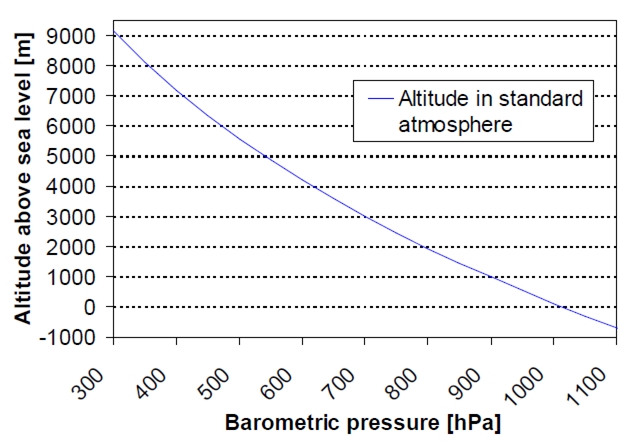 Altitude above sea level [m]
9000
8000
7000
6000
5000
4000
3000
2000
1000
0
-1000
Altitude in standard
atmosphere
300 400 500 600 700 800 900 1000 1100
Barometric pressure [hPa]